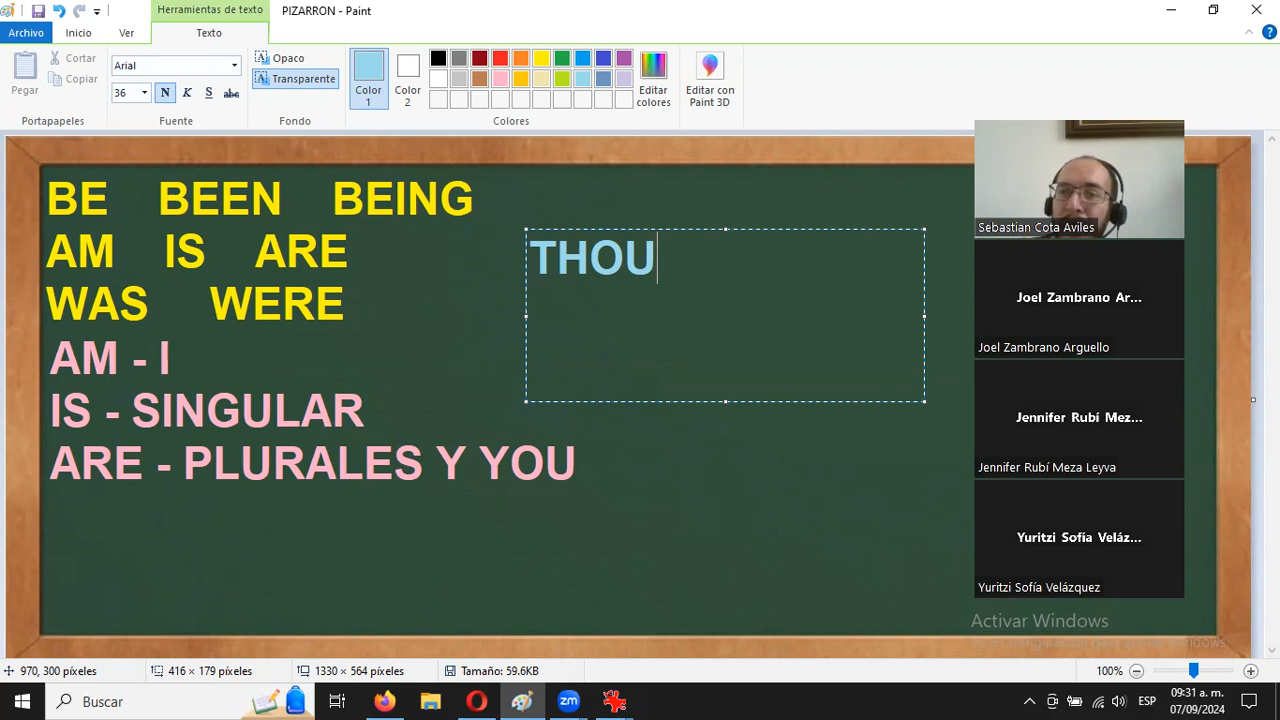 Herramientas de texto
PIZARRON - Paint
Archivo
Inicio
Ver
Texto
Pegar
Cortar
Copiar
Portapapeles
Arial
36
N
K
S
abc
Fuente
Opaco
Transparente
Fondo
Color
1
Color
2
Editar
colores
Editar con
Paint 3D
Colores
BE BEEN BEING
AM IS ARE
WAS WERE
AM - I
IS - SINGULAR
ARE - PLURALES Y YOU
THOU
Sebastian Cota Aviles
Joel Zambrano Ar...
Joel Zambrano Arguello
Jennifer Rubí Mez...
Jennifer Rubí Meza Leyva
Yuritzi Sofía Veláz...
Yuritzi Sofía Velázquez
Activar Windows
970, 300 píxeles
416 × 179 píxeles
1330 × 564 píxeles
Tamaño: 59.6KB
100%
Buscar
zm
ESP
09:31 a. m.
07/09/2024